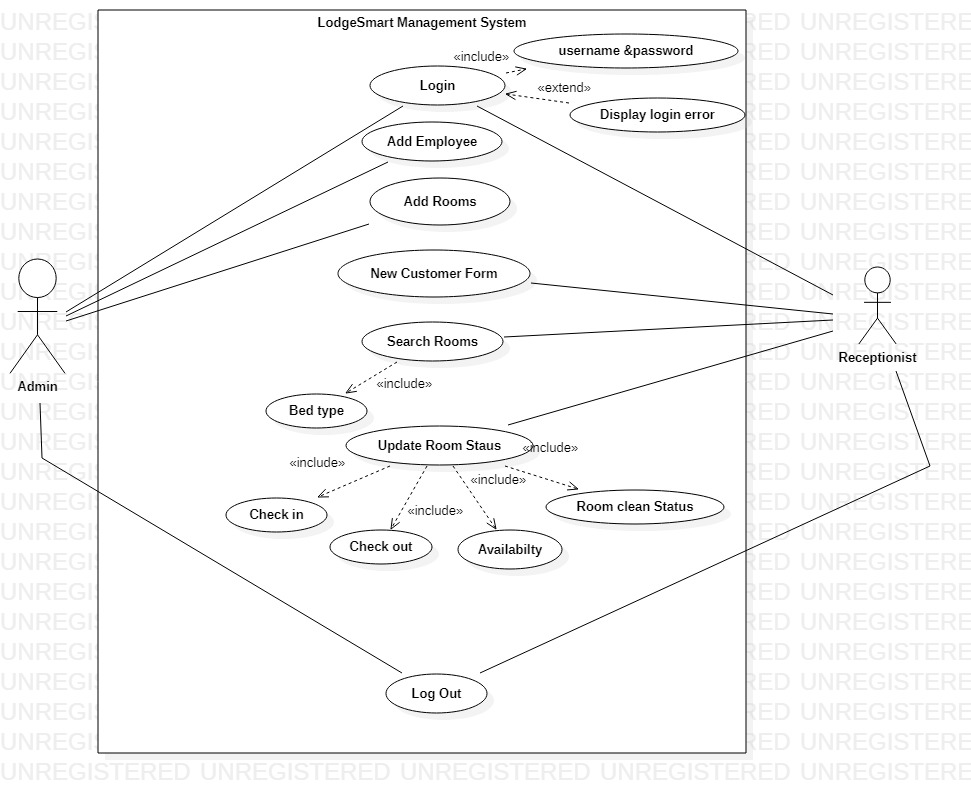 LodgeSmart Management System
username &password
«include»
Login
«extend»
Display login error
Add Employee
Add Rooms
New Customer Form
Search Rooms
Admin
Receptionist
«include»
Bed type
Update Room Staus
«include»
«include»
«include»
Check in
Room clean Status
«include»
Check out
Availabilty
Log Out
UNREGISTERED UNREGISTERED UNREGISTERED UNREGISTERED UNREGISTERE